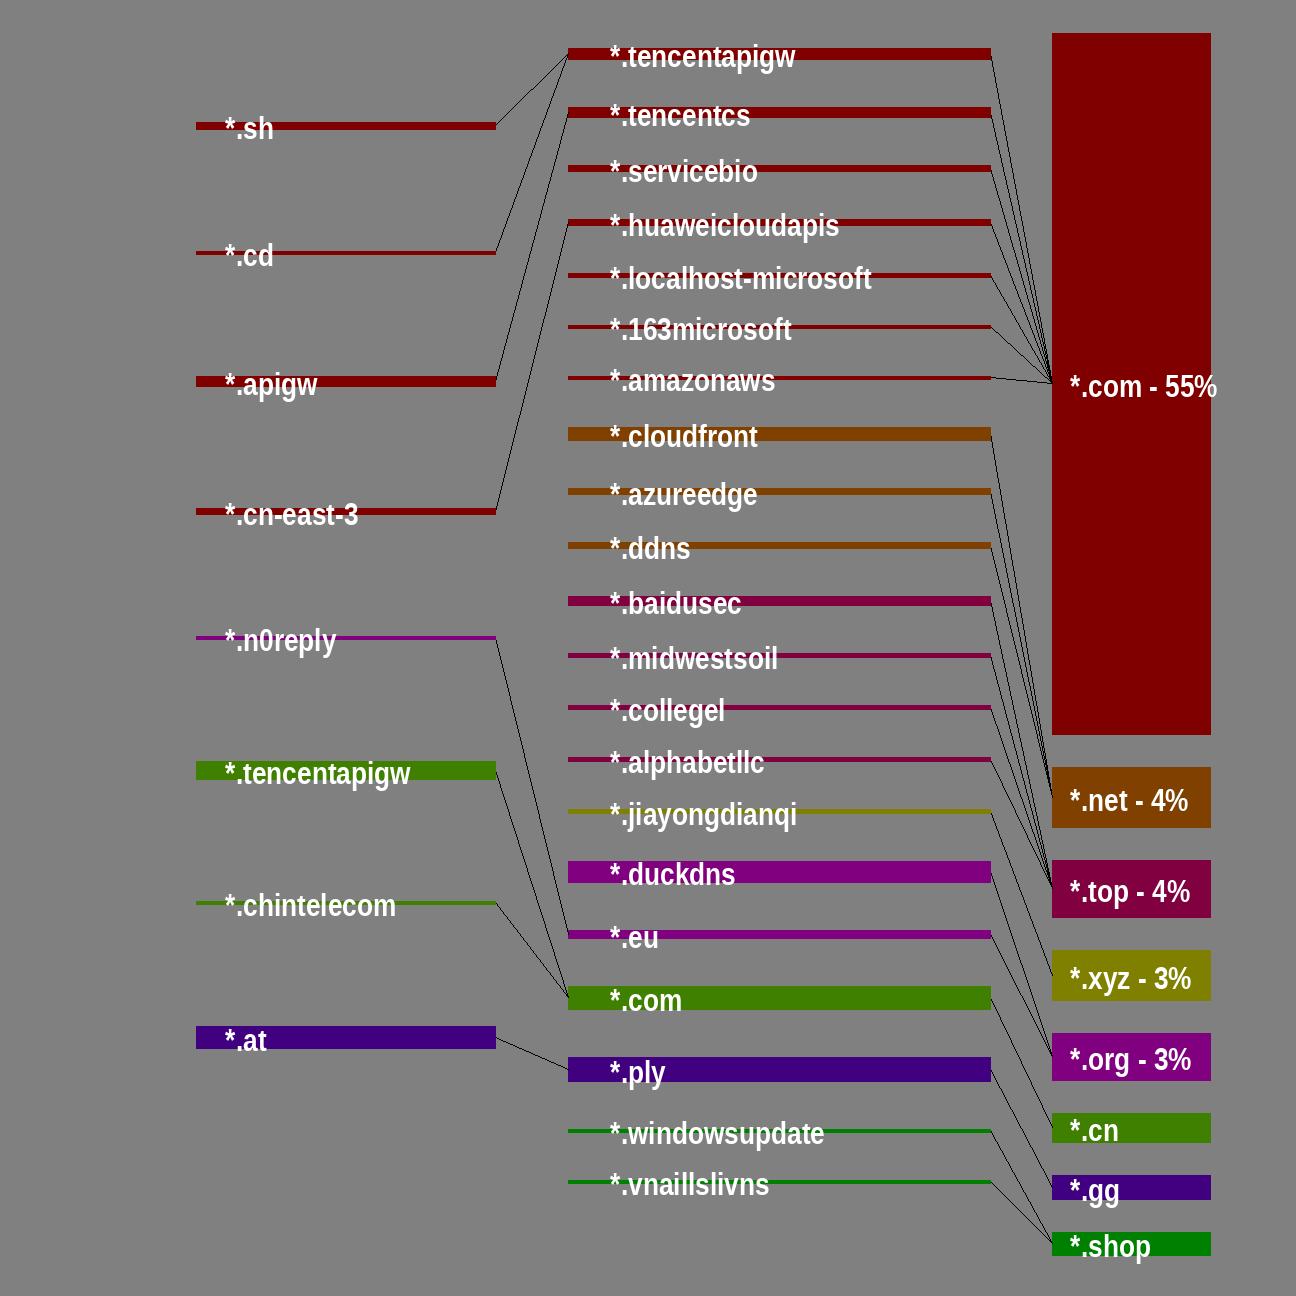 *.sh
*.cd
*.apigw
*.cn-east-3
*.n0reply
*.tencentapigw
*.chintelecom
*.at
*.tencentapigw
*.tencentcs
*.servicebio
*.huaweicloudapis
*.localhost-microsoft
*.163microsoft
*.amazonaws
*.cloudfront
*.azureedge
*.ddns
*.baidusec
*.midwestsoil
*.collegel
*.alphabetllc
*.jiayongdianqi
*.duckdns
*.eu
*.com
*.ply
*.windowsupdate
*.vnaillslivns
*.com - 55%
*.net - 4%
*.top - 4%
*.xyz - 3%
*.org - 3%
*.cn
*.gg
*.shop